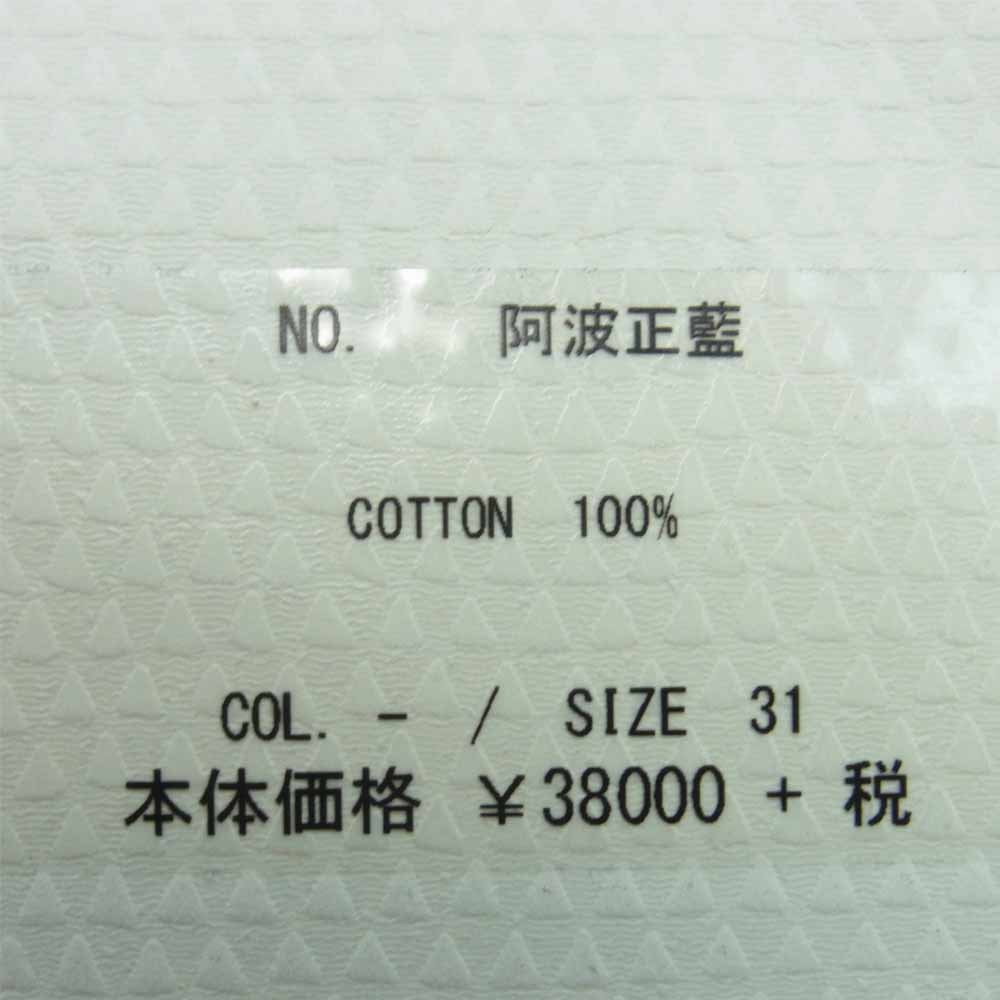 NO. 阿波正藍
COTTON 100%
COL. - / SIZE 31
本体価格 ￥38000 + 税